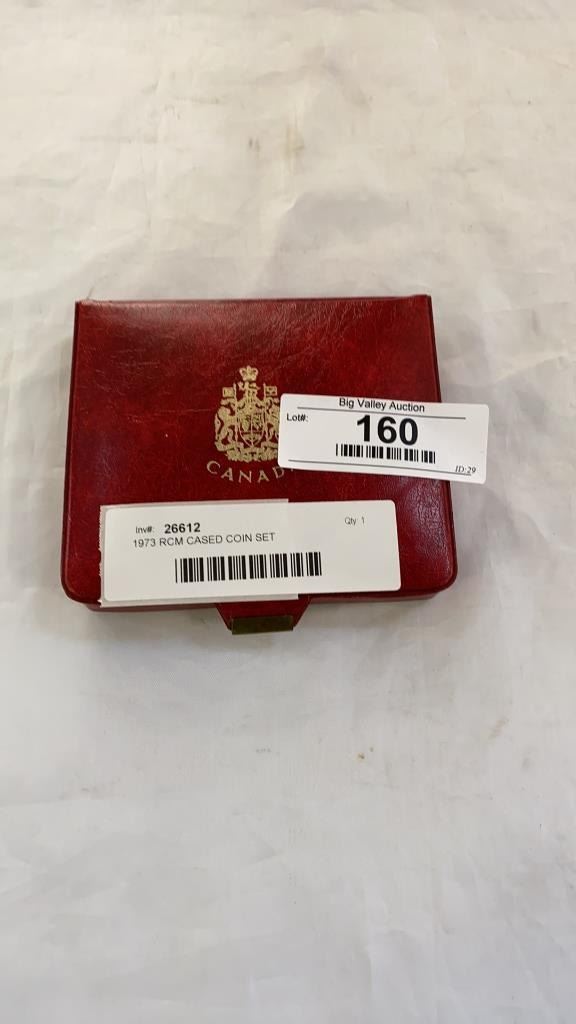 Big Valley Auction
Lot#:
160
ID:29
CANAD
Inv#: 26612 Qty: 1
1973 RCM CASED COIN SET